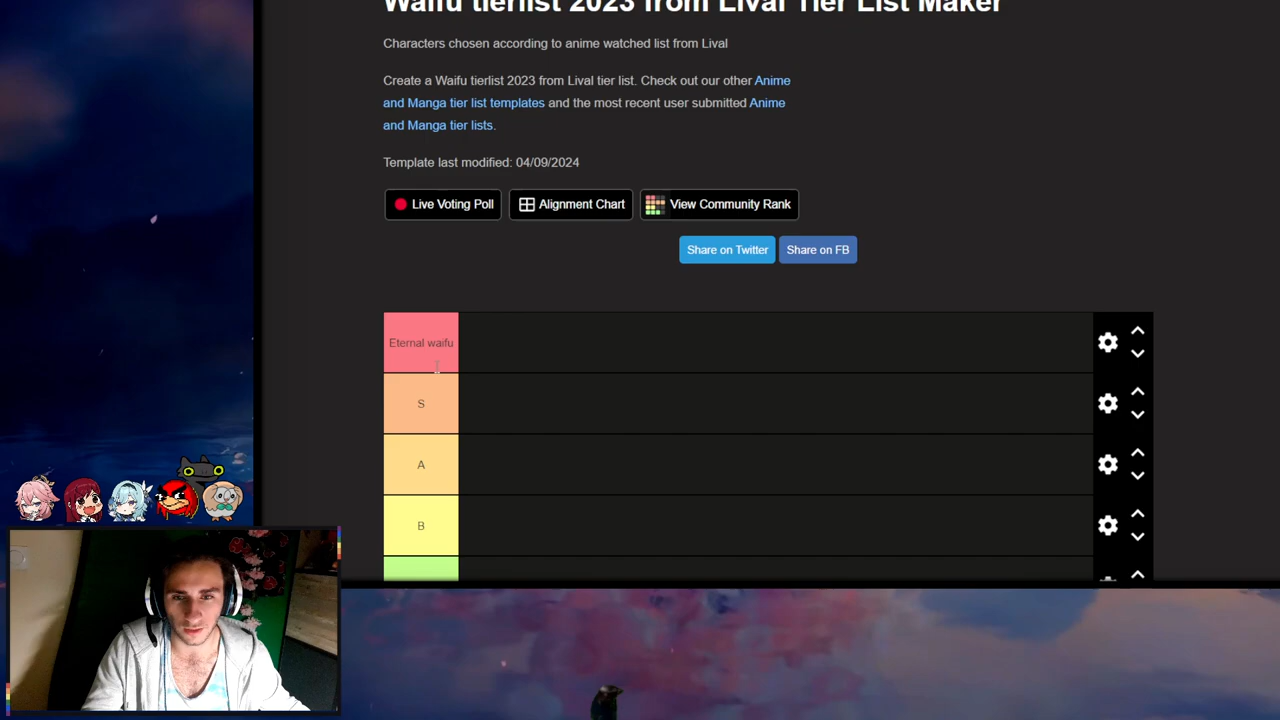 Waifu tierlist 2023 from Lival Tier List Maker
Characters chosen according to anime watched list from Lival
Create a Waifu tierlist 2023 from Lival tier list. Check out our other Anime
and Manga tier list templates and the most recent user submitted Anime
and Manga tier lists.
Template last modified: 04/09/2024
Live Voting Poll
Alignment Chart
View Community Rank
Share on Twitter
Share on FB
Eternal waifu
S
A
B